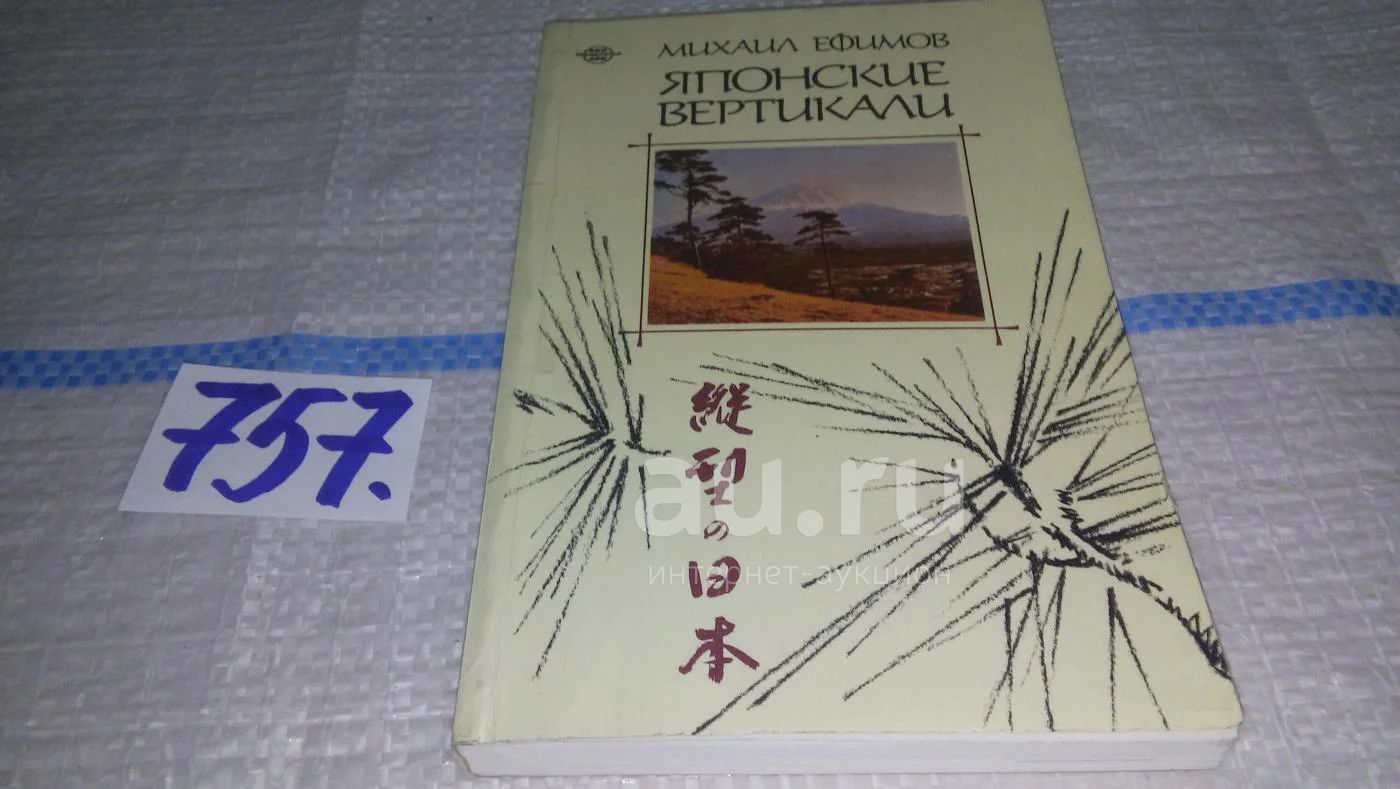 МИХАИЛ ЕФИМОВ
ЯПОНСКИЕ
ВЕРТИКАЛИ
縦型の日本
757.
au.ru
интернет-аукцион